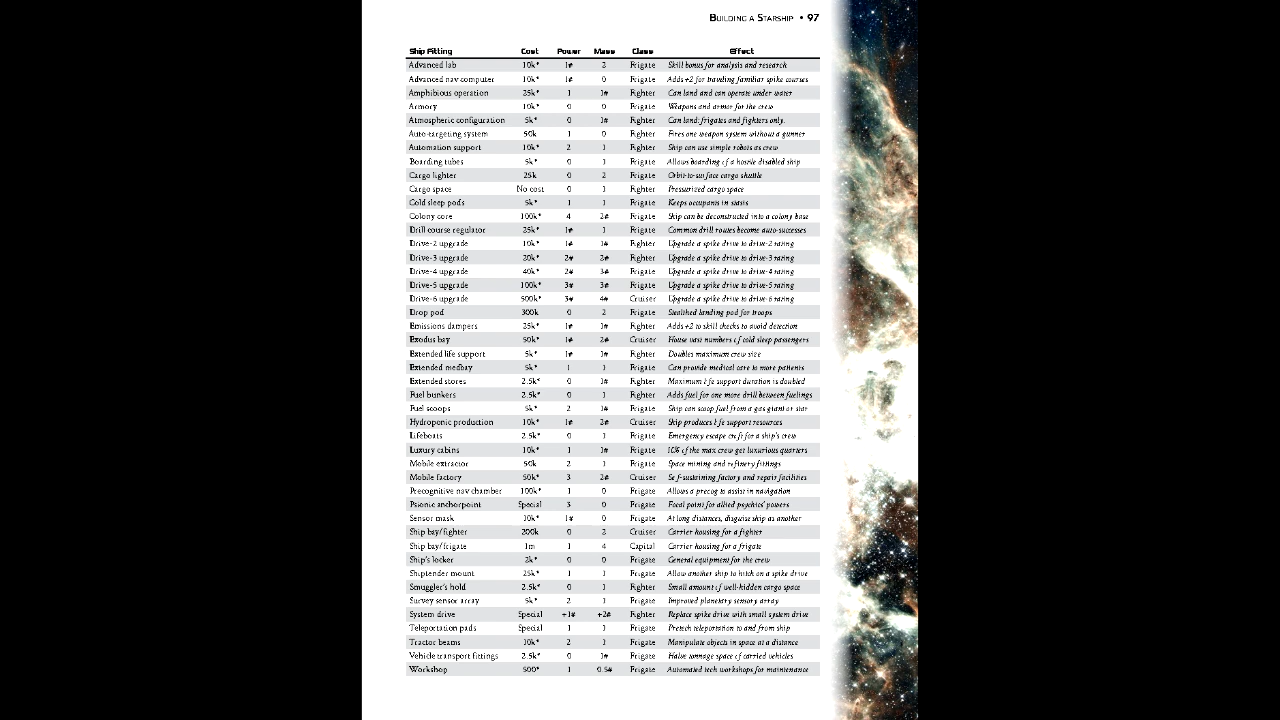 Building a Starship • 97
Ship Fitting Cost Power Mass Class Effect
Advanced lab 10k* 1# 2 Frigate Skill bonus for analysis and research
Advanced nav computer 10k* 1# 0 Frigate Adds +2 for traveling familiar spike courses
Amphibious operation 25k* 1 1# Fighter Can land and can operate under water
Armory 10k* 0 0 Frigate Weapons and armor for the crew
Atmospheric configuration 5k* 0 1# Fighter Can land; frigates and fighters only.
Auto-targeting system 50k 1 0 Fighter Fires one weapon system without a gunner
Automation support 10k* 2 1 Fighter Ship can use simple robots as crew
Boarding tubes 5k* 0 1 Frigate Allows boarding of a hostile disabled ship
Cargo lighter 25k 0 2 Frigate Orbit-to-surface cargo shuttle
Cargo space No cost 0 1 Fighter Pressurized cargo space
Cold sleep pods 5k* 1 1 Frigate Keeps occupants in stasis
Colony core 100k* 4 2# Frigate Ship can be deconstructed into a colony base
Drill course regulator 25k* 1# 1 Frigate Common drill routes become auto-successes
Drive-2 upgrade 10k* 1# 1# Fighter Upgrade a spike drive to drive-2 rating
Drive-3 upgrade 20k* 2# 2# Fighter Upgrade a spike drive to drive-3 rating
Drive-4 upgrade 40k* 2# 3# Frigate Upgrade a spike drive to drive-4 rating
Drive-5 upgrade 100k* 3# 3# Frigate Upgrade a spike drive to drive-5 rating
Drive-6 upgrade 500k* 3# 4# Cruiser Upgrade a spike drive to drive-6 rating
Drop pod 300k 0 2 Frigate Stealthed landing pod for troops
Emissions dampers 25k* 1# 1# Fighter Adds +2 to skill checks to avoid detection
Exodus bay 50k* 1# 2# Cruiser House vast numbers of cold sleep passengers
Extended life support 5k* 1# 1# Fighter Doubles maximum crew size
Extended medbay 5k* 1 1 Frigate Can provide medical care to more patients
Extended stores 2.5k* 0 1# Fighter Maximum life support duration is doubled
Fuel bunkers 2.5k* 0 1 Fighter Adds fuel for one more drill between fuelings
Fuel scoops 5k* 2 1# Frigate Ship can scoop fuel from a gas giant or star
Hydroponic production 10k* 1# 2# Cruiser Ship produces life support resources
Lifeboats 2.5k* 0 1 Frigate Emergency escape craft for a ship's crew
Luxury cabins 10k* 1 1# Frigate 10% of the max crew get luxurious quarters
Mobile extractor 50k 2 1 Frigate Space mining and refinery fittings
Mobile factory 50k* 3 2# Cruiser Self-sustaining factory and repair facilities
Precognitive nav chamber 100k* 1 0 Frigate Allows a precog to assist in navigation
Psionic anchorpoint Special 3 0 Frigate Focal point for allied psychics' powers
Sensor mask 10k* 1# 0 Frigate At long distances, disguise ship as another
Ship bay/fighter 200k 0 2 Cruiser Carrier housing for a fighter
Ship bay/frigate 1m 1 4 Capital Carrier housing for a frigate
Ship's locker 2k* 0 0 Frigate General equipment for the crew
Shiptender mount 25k* 1 1 Frigate Allow another ship to hitch on a spike drive
Smuggler's hold 2.5k* 0 1 Fighter Small amount of well-hidden cargo space
Survey sensor array 5k* 2 1 Frigate Improved planetary sensory array
System drive Special +1# +2# Fighter Replace spike drive with small system drive
Teleportation pads Special 1 1 Frigate Pretech teleportation to and from ship
Tractor beams 10k* 2 1 Frigate Manipulate objects in space at a distance
Vehicle transport fittings 2.5k* 0 1# Frigate Halve tonnage space of carried vehicles
Workshop 500* 1 0.5# Frigate Automated tech workshops for maintenance